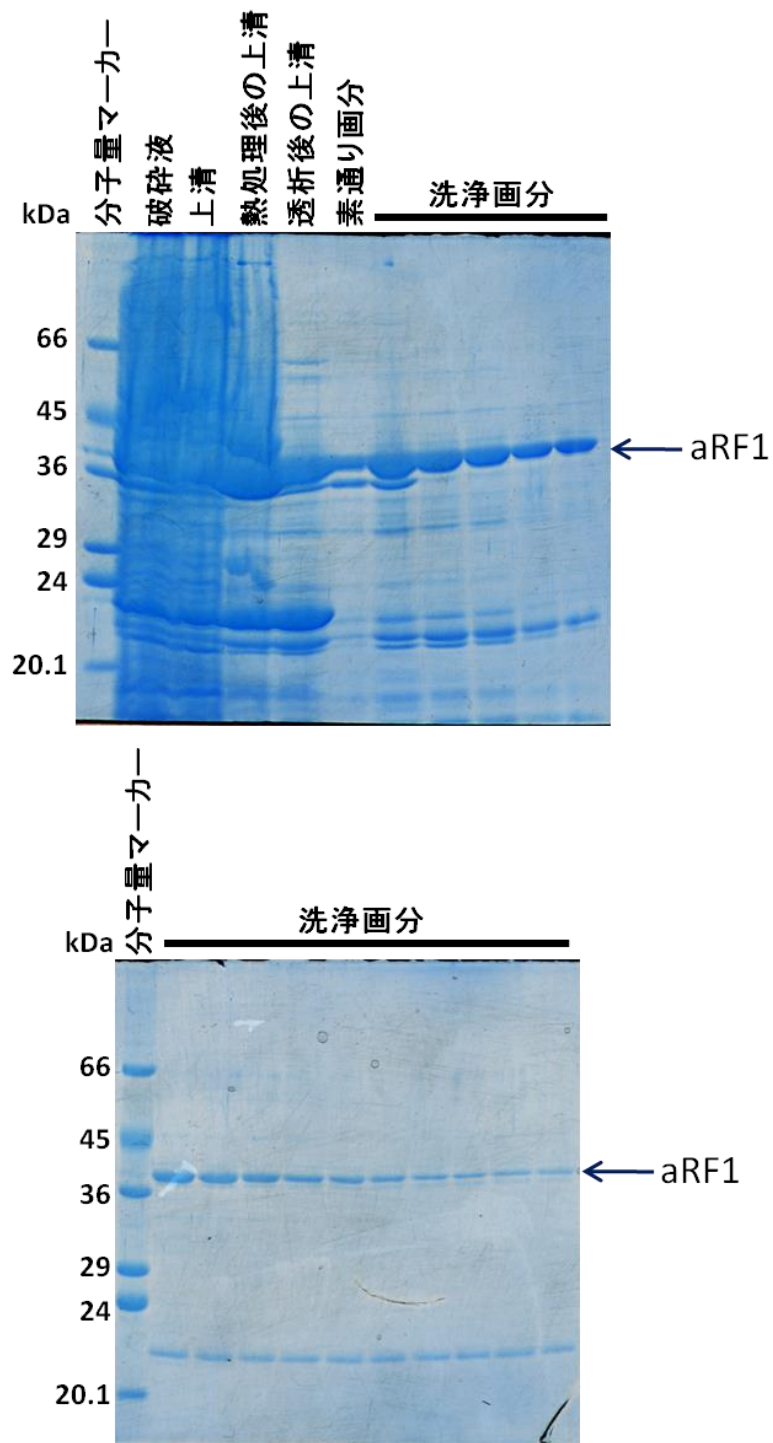 分子量マーカー
破砕液
上清
熱処理後の上清
透析後の上清
素通り画分
洗浄画分
kDa
66
45
36
29
24
20.1
aRF1
分子量マーカー
洗浄画分
kDa
66
45
36
29
24
20.1
aRF1